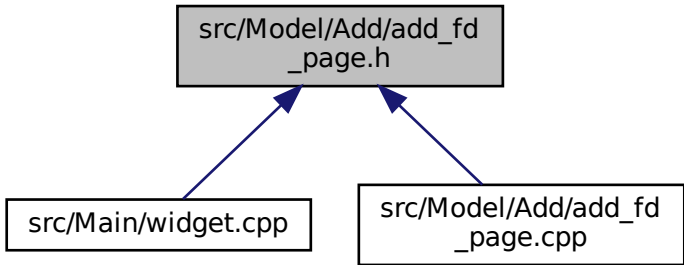 src/Model/Add/add_fd
_page.h
src/Main/widget.cpp
src/Model/Add/add_fd
_page.cpp